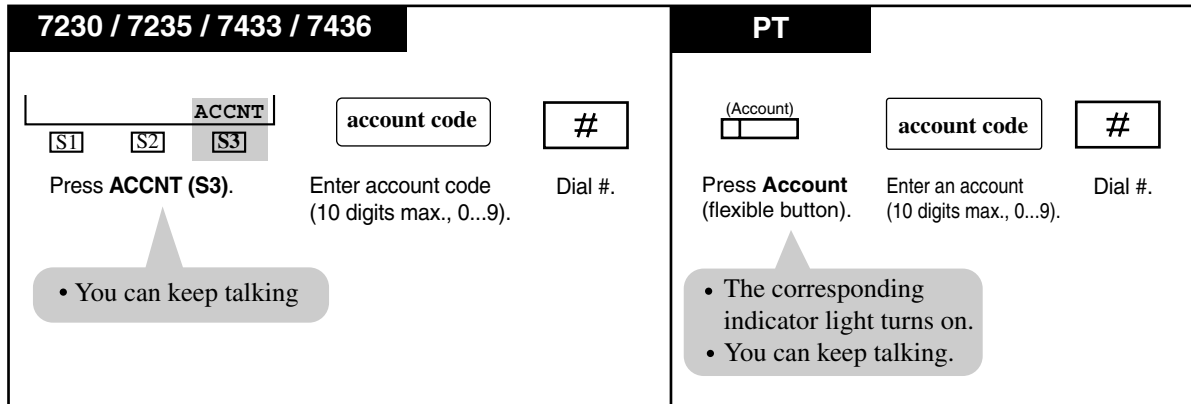 7230 / 7235 / 7433 / 7436
ACCNT
S1 S2 S3
account code
#
Press ACCNT (S3).
Enter account code
(10 digits max., 0...9).
Dial #.
• You can keep talking
PT
(Account)
account code
#
Press Account
(flexible button).
Enter an account
(10 digits max., 0...9).
Dial #.
• The corresponding
indicator light turns on.
• You can keep talking.